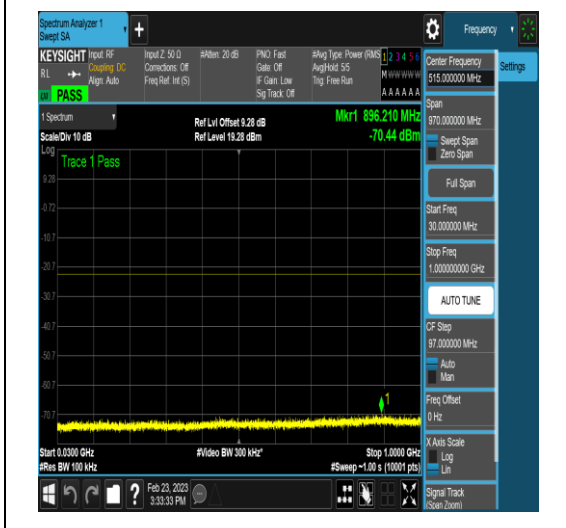 Spectrum Analyzer 1
Swept SA
+
Frequency
KEYSIGHT
Input: RF
Coupling: DC
Align: Auto
Input Z: 50 Ω
Corrections: Off
Freq Ref: Int (S)
#Atten: 20 dB
PNO: Fast
Gate: Off
IF Gain: Low
Sig Track: Off
#Avg Type: Power (RMS
Avg|Hold: 5/5
Trig: Free Run
1 2 3 4 5 6
M W W W W W
A A A A A A
RL
PASS
1 Spectrum
Scale/Div 10 dB
Ref Lvl Offset 9.28 dB
Ref Level 19.28 dBm
Mkr1 896.210 MHz
-70.44 dBm
Log
Trace 1 Pass
9.28
-0.72
-10.7
-20.7
-30.7
-40.7
-50.7
-60.7
-70.7
1
Start 0.0300 GHz
#Res BW 100 kHz
#Video BW 300 kHz*
Stop 1.0000 GHz
#Sweep ~1.00 s (10001 pts)
?
Feb 23, 2023
3:33:33 PM
Center Frequency
515.000000 MHz
Span
970.000000 MHz
Swept Span
Zero Span
Full Span
Start Freq
30.000000 MHz
Stop Freq
1.000000000 GHz
AUTO TUNE
CF Step
97.000000 MHz
Auto
Man
Freq Offset
0 Hz
X Axis Scale
Log
Lin
Signal Track
(Span Zoom)
Settings